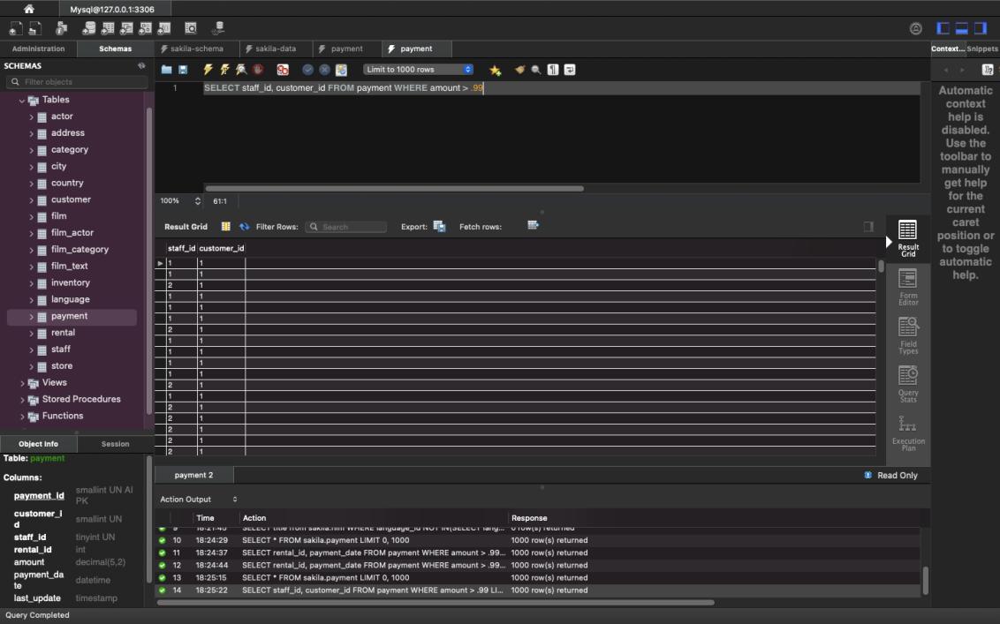 Mysql@127.0.0.1:3306
Administration Schemas sakila-schema sakila-data payment payment Context... Snippets
SCHEMAS
Filter objects
Limit to 1000 rows
1 SELECT staff_id, customer_id FROM payment WHERE amount > .99
Tables
actor
address
category
city
country
customer
film
film_actor
film_category
film_text
inventory
language
payment
rental
staff
store
Views
Stored Procedures
Functions
100% 61:1
Result Grid Filter Rows: Search Export: Fetch rows:
staff_id customer_id
1 1
1 1
2 1
1 1
1 1
1 1
2 1
1 1
1 1
1 1
1 1
2 1
1 1
2 1
2 1
2 1
2 1
2 1
Result
Grid
Form
Editor
Field
Types
Query
Stats
Execution
Plan
Automatic
context
help is
disabled.
Use the
toolbar to
manually
get help
for the
current
caret
position or
to toggle
automatic
help.
Object Info Session
Table: payment
Columns:
payment_id smallint UN AI
PK
customer_i
d smallint UN
staff_id tinyint UN
rental_id int
amount decimal(5,2)
payment_da
te datetime
last_update timestamp
payment 2 Read Only
Action Output
Time Action Response
9 18:21:45 SELECT title from sakila.film WHERE language_id NOT IN(SELECT lang... 0 row(s) returned
10 18:24:29 SELECT * FROM sakila.payment LIMIT 0, 1000 1000 row(s) returned
11 18:24:37 SELECT rental_id, payment_date FROM payment WHERE amount > .99... 1000 row(s) returned
12 18:24:44 SELECT rental_id, payment_date FROM payment WHERE amount > .99... 1000 row(s) returned
13 18:25:15 SELECT * FROM sakila.payment LIMIT 0, 1000 1000 row(s) returned
14 18:25:22 SELECT staff_id, customer_id FROM payment WHERE amount > .99 LI... 1000 row(s) returned
Query Completed